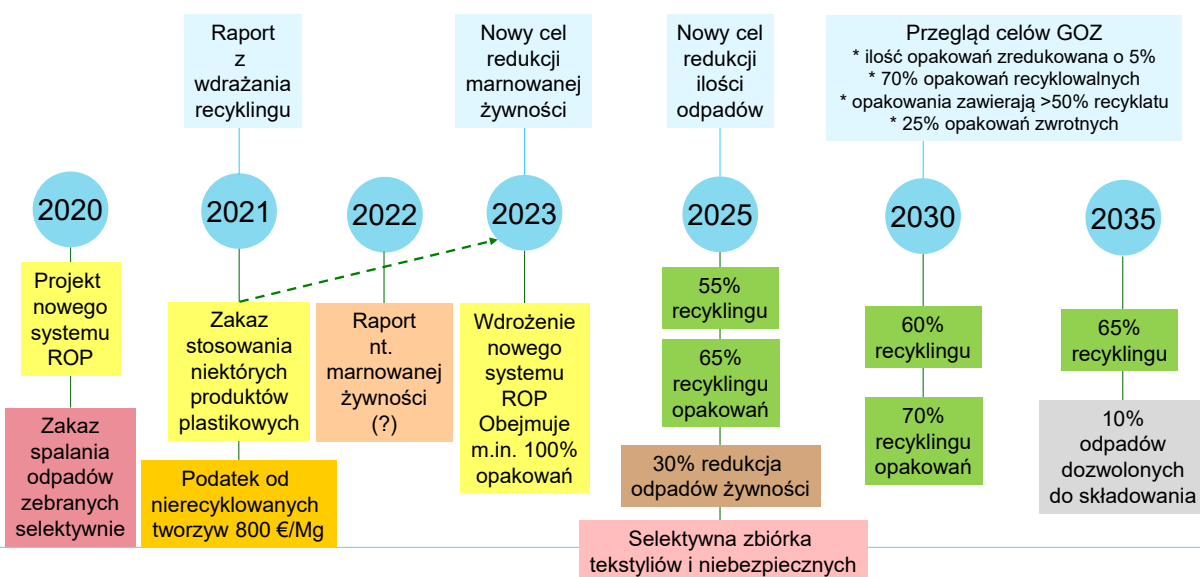 Raport
z
wdrażania
recyklingu
Nowy cel
redukcji
marnowanej
żywności
Nowy cel
redukcji
ilości
odpadów
Przegląd celów GOZ
* ilość opakowań zredukowana o 5%
* 70% opakowań recyklowalnych
* opakowania zawierają >50% recyklatu
* 25% opakowań zwrotnych
2020
2021
2022
2023
2025
2030
2035
Projekt
nowego
systemu
ROP
Zakaz
spalania
odpadów
zebranych
selektywnie
Zakaz
stosowania
niektórych
produktów
plastikowych
Podatek od
nierecyklowanych
tworzyw 800 €/Mg
Raport
nt.
marnowanej
żywności
(?)
Wdrożenie
nowego
systemu
ROP
Obejmuje
m.in. 100%
opakowań
55%
recyklingu
65%
recyklingu
opakowań
30% redukcja
odpadów żywności
Selektywna zbiórka
tekstyliów i niebezpiecznych
60%
recyklingu
70%
recyklingu
opakowań
65%
recyklingu
10%
odpadów
dozwolonych
do składowania